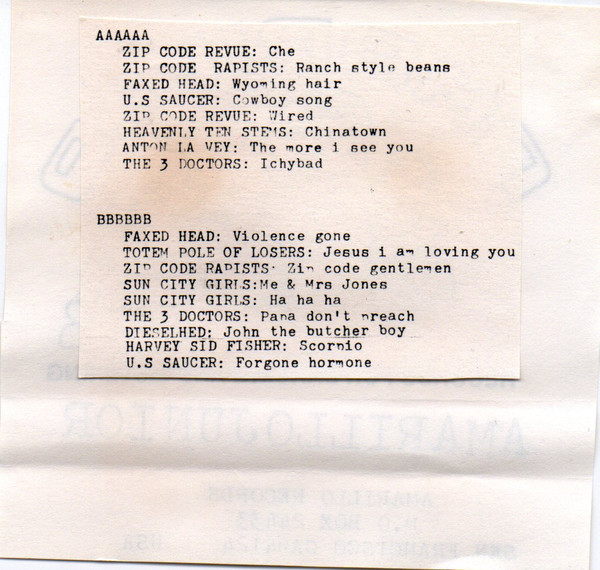 AAAAAA
ZIP CODE REVUE: Che
ZIP CODE RAPISTS: Ranch style beans
FAXED HEAD: Wyoming hair
U.S SAUCER: Cowboy song
ZIP CODE REVUE: Wired
HEAVENLY TEN STEMS: Chinatown
ANTON LA VEY: The more i see you
THE 3 DOCTORS: Ichybad
BBBBBB
FAXED HEAD: Violence gone
TOTEM POLE OF LOSERS: Jesus i am loving you
ZIP CODE RAPISTS: Zip code gentlemen
SUN CITY GIRLS:Me & Mrs Jones
SUN CITY GIRLS: Ha ha ha
THE 3 DOCTORS: Papa don't preach
DIESELHED: John the butcher boy
HARVEY SID FISHER: Scorpio
U.S SAUCER: Forgone hormone
AMARILLO JUNIOR
AMARILLO RECORDS
P.O BOX 24433
SAN FRANCISCO CA94124 USA